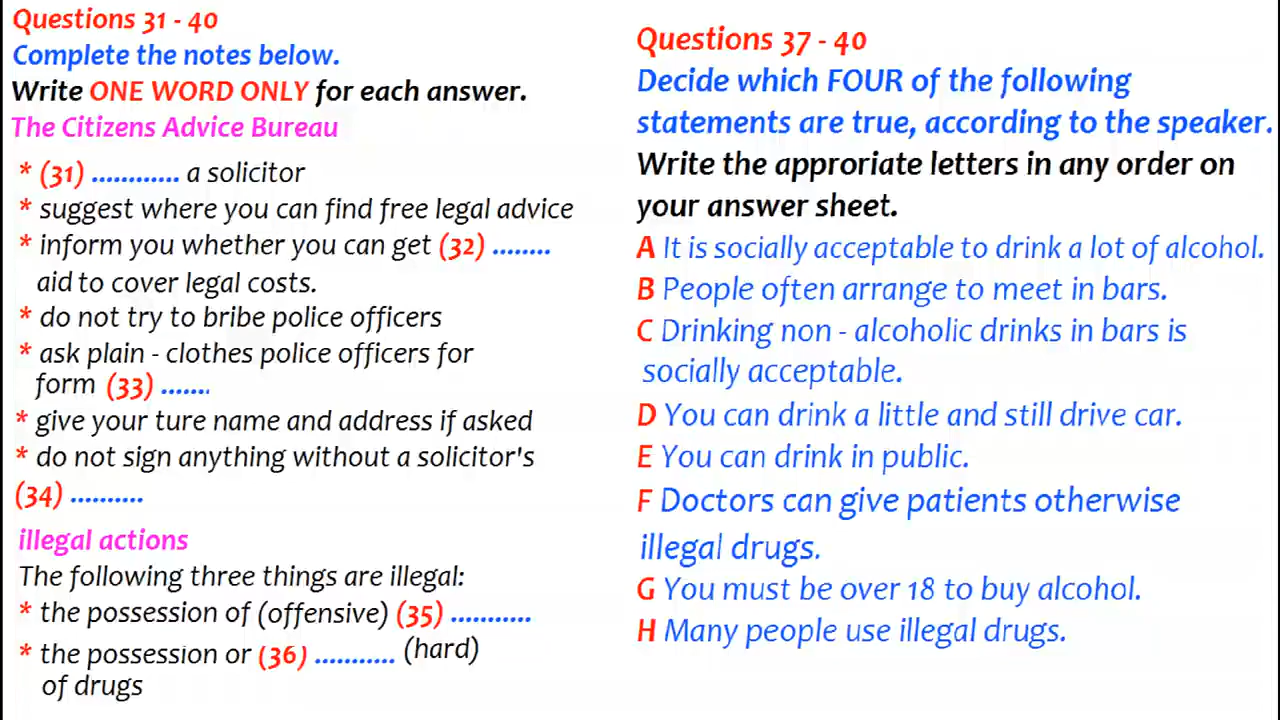 Questions 31 - 40
Complete the notes below.
Write ONE WORD ONLY for each answer.
The Citizens Advice Bureau
* (31) ............ a solicitor
* suggest where you can find free legal advice
* inform you whether you can get (32) ........
aid to cover legal costs.
* do not try to bribe police officers
* ask plain - clothes police officers for
form (33) .......
* give your ture name and address if asked
* do not sign anything without a solicitor's
(34) ..........
illegal actions
The following three things are illegal:
* the possession of (offensive) (35) ...........
* the possession or (36) ........... (hard)
of drugs
Questions 37 - 40
Decide which FOUR of the following
statements are true, according to the speaker.
Write the approriate letters in any order on
your answer sheet.
A It is socially acceptable to drink a lot of alcohol.
B People often arrange to meet in bars.
C Drinking non - alcoholic drinks in bars is
socially acceptable.
D You can drink a little and still drive car.
E You can drink in public.
F Doctors can give patients otherwise
illegal drugs.
G You must be over 18 to buy alcohol.
H Many people use illegal drugs.